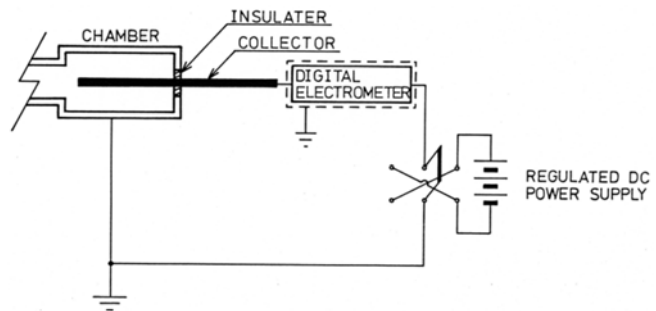 INSULATER
CHAMBER
COLLECTOR
DIGITAL
ELECTROMETER
REGULATED DC
POWER SUPPLY